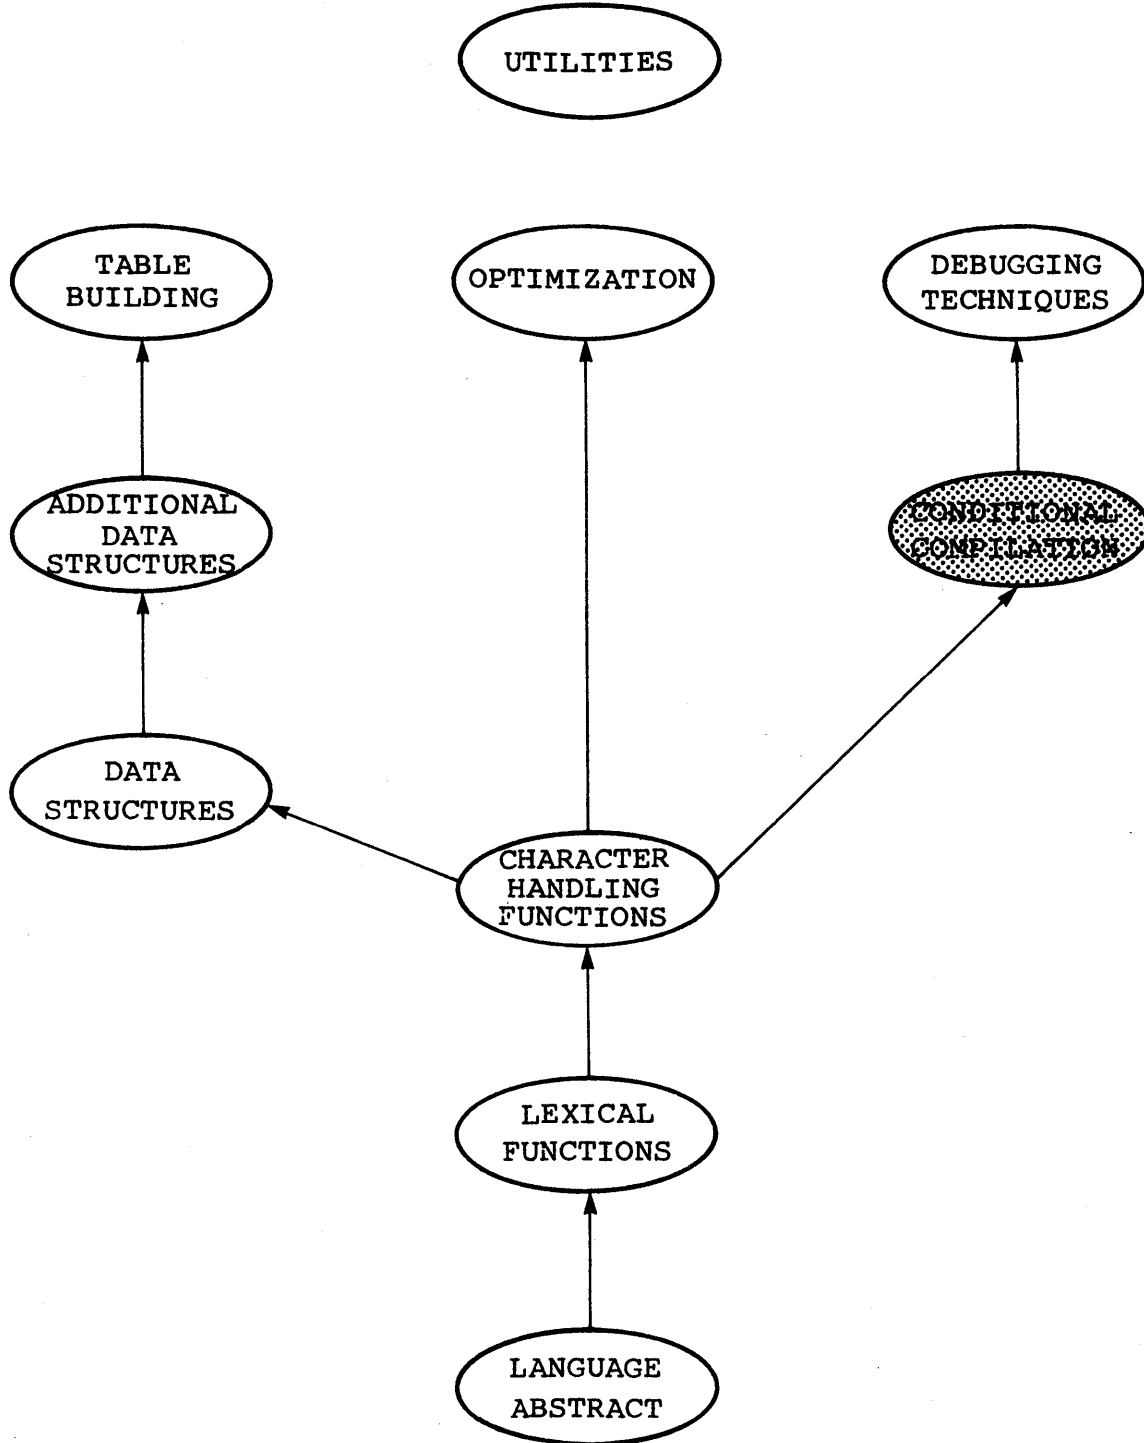 UTILITIES
TABLE
BUILDING
OPTIMIZATION
DEBUGGING
TECHNIQUES
ADDITIONAL
DATA
STRUCTURES
CONDITIONAL
COMPILATION
DATA
STRUCTURES
CHARACTER
HANDLING
FUNCTIONS
LEXICAL
FUNCTIONS
LANGUAGE
ABSTRACT